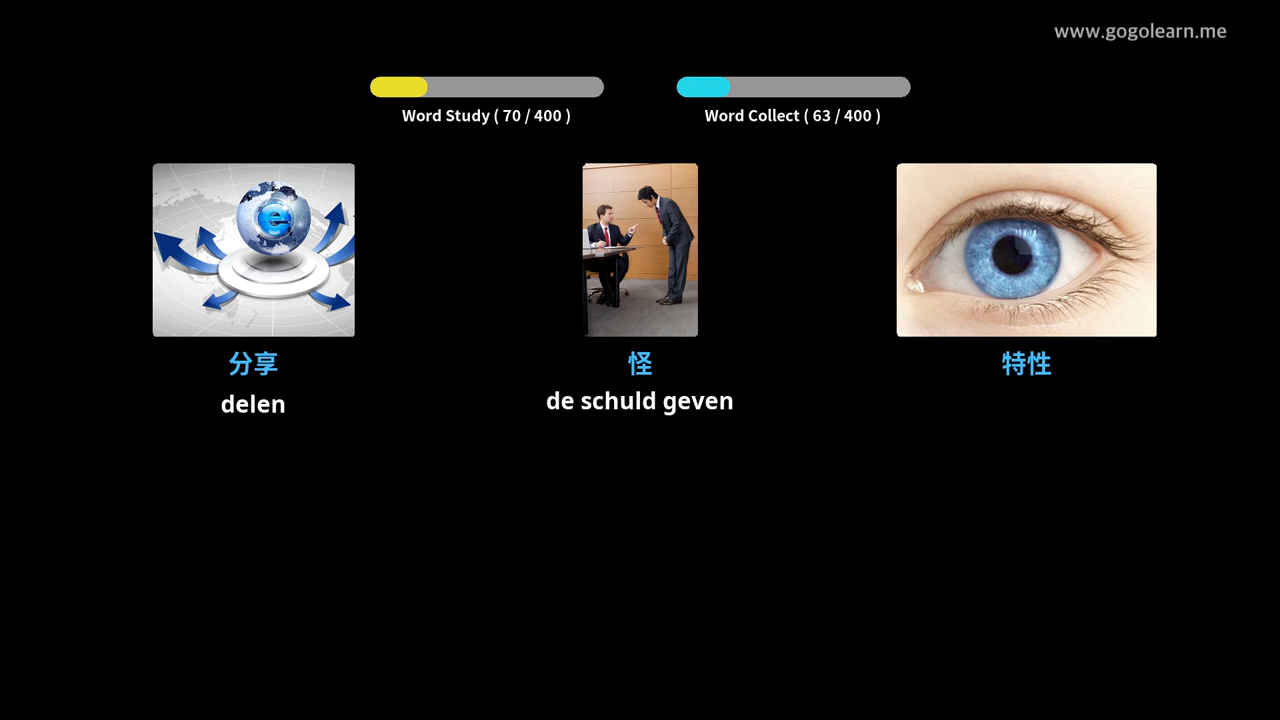 www.gogolearn.me
Word Study ( 70 / 400 )
Word Collect ( 63 / 400 )
e
分享
怪
特性
delen
de schuld geven